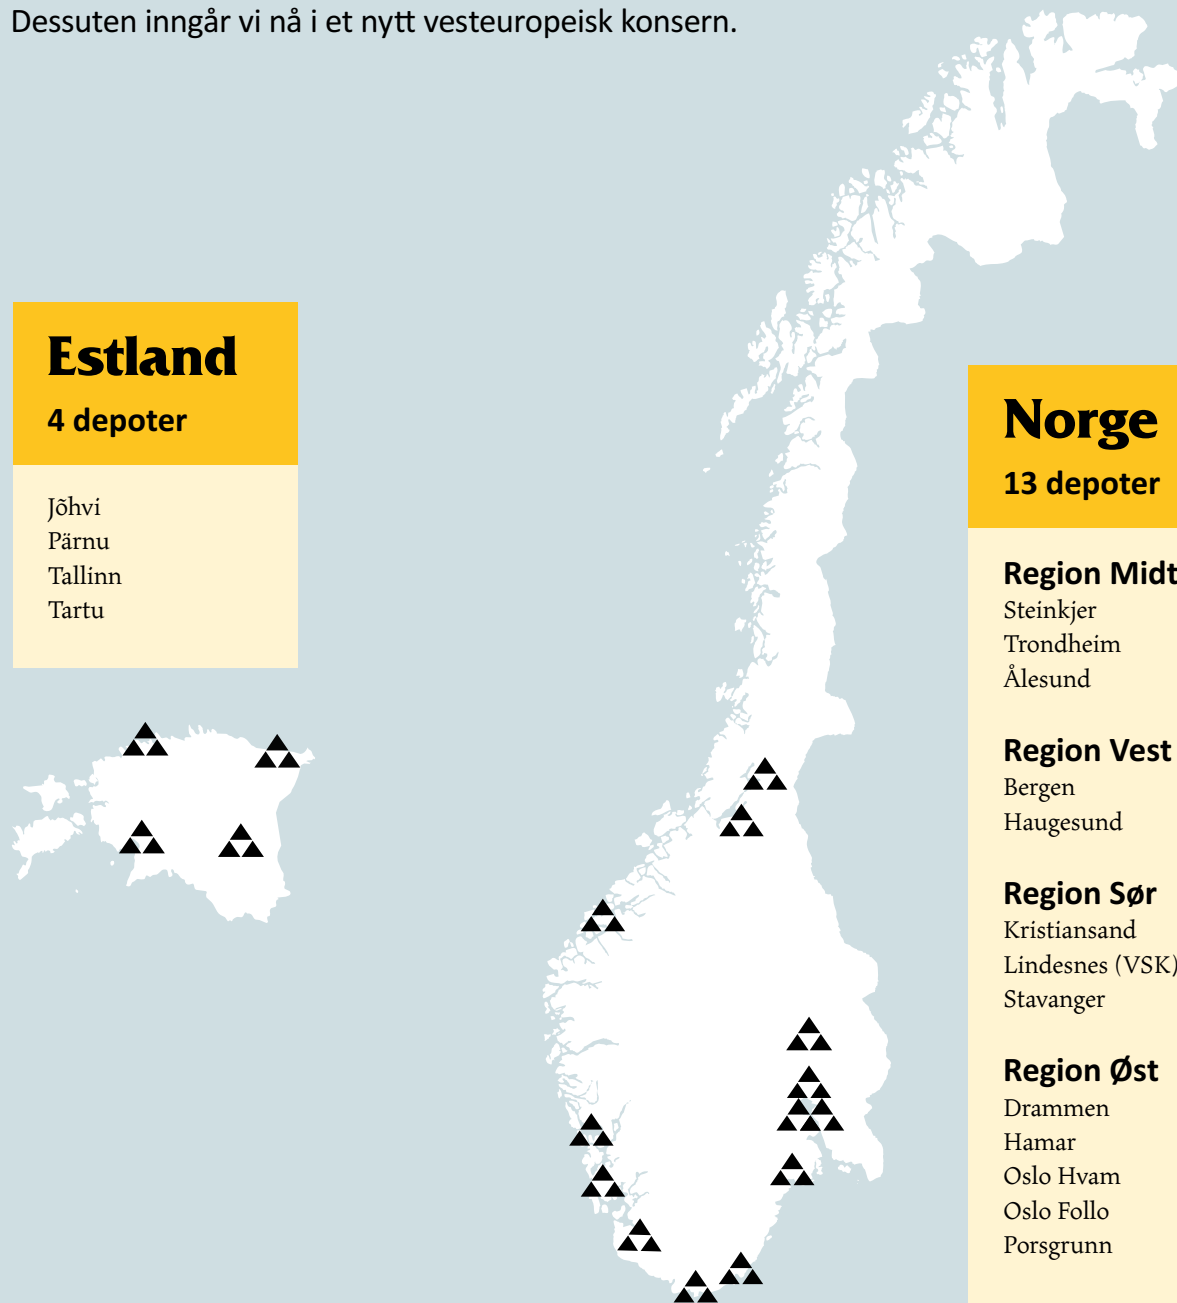 Dessuten inngår vi nå i et nytt vesteuropeisk konsern.
Estland
4 depoter
Jõhvi
Pärnu
Tallinn
Tartu
Norge
13 depoter
Region Midt
Steinkjer
Trondheim
Ålesund
Region Vest
Bergen
Haugesund
Region Sør
Kristiansand
Lindesnes (VSK)
Stavanger
Region Øst
Drammen
Hamar
Oslo Hvam
Oslo Follo
Porsgrunn